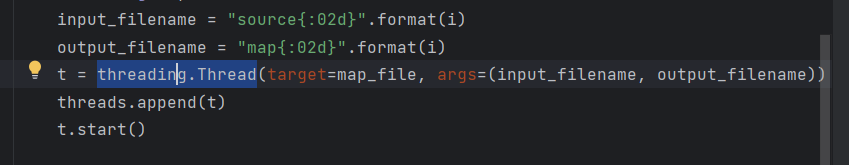 input_filename = "source{:02d}".format(i)
output_filename = "map{:02d}".format(i)
t = threading.Thread(target=map_file, args=(input_filename, output_filename))
threads.append(t)
t.start()